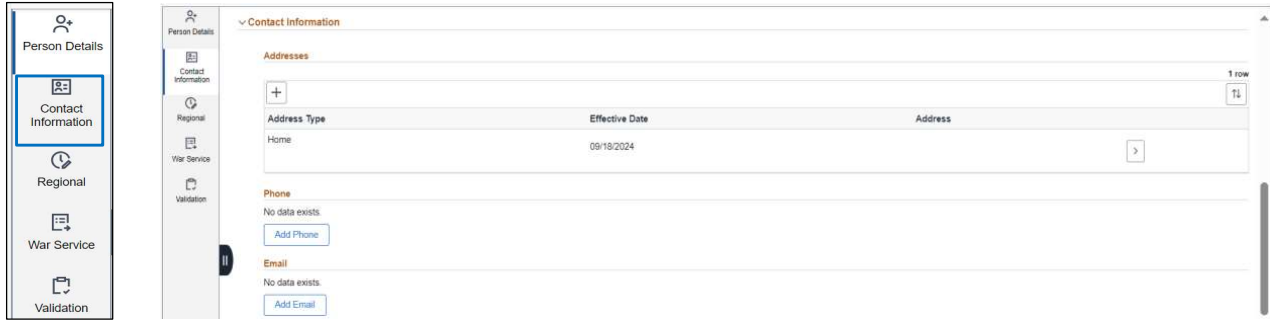 Person Details
Contact
Information
Regional
War Service
Validation
Person Details
Contact
Information
Regional
War Service
Validation
Contact Information
Addresses
1 row
Address Type Effective Date Address
Home 09/18/2024
Phone
No data exists.
Add Phone
Email
No data exists.
Add Email